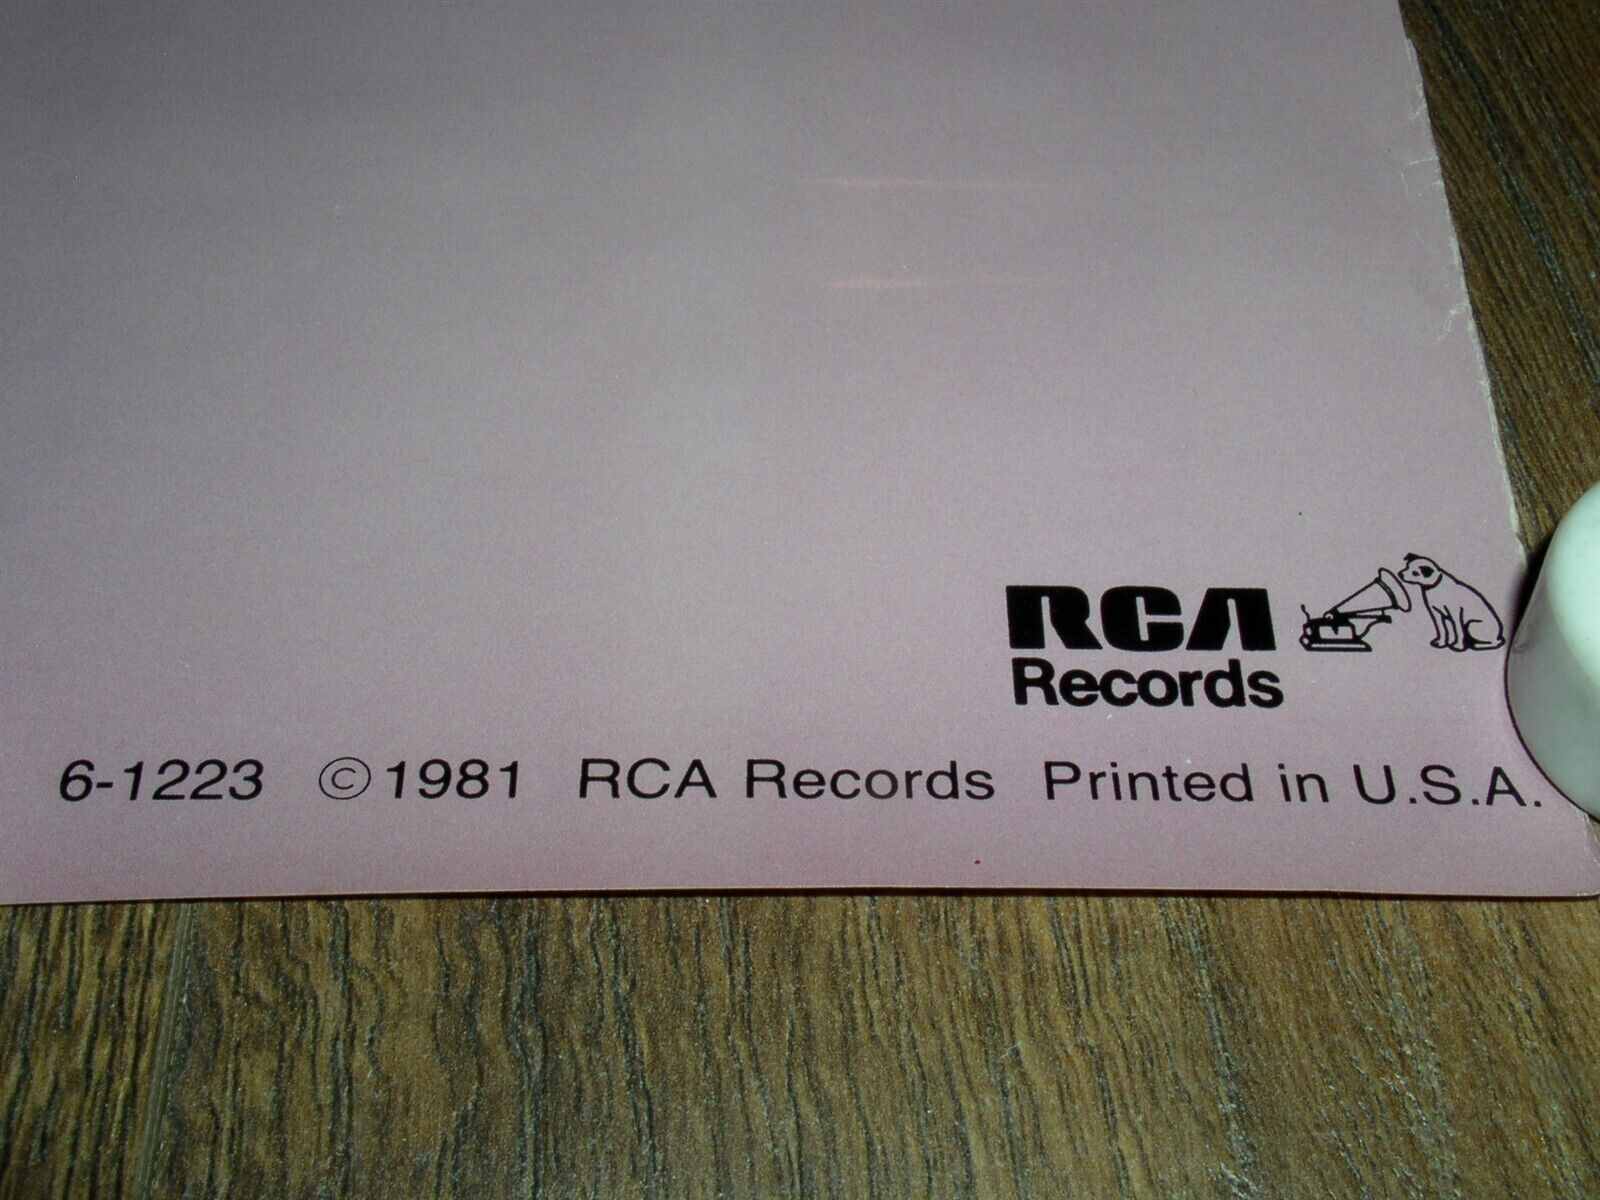 RCA
Records
6-1223 ©1981 RCA Records Printed in U.S.A.